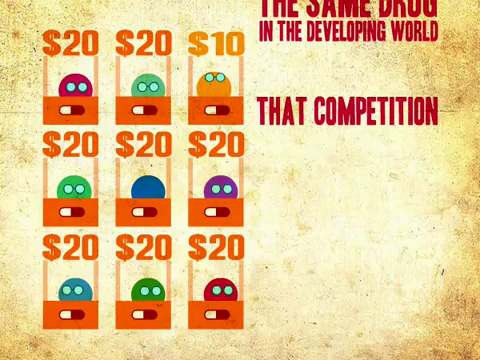 THE SAME DRUG
IN THE DEVELOPING WORLD
$20 $20 $10
THAT COMPETITION
$20 $20 $20
$20 $20 $20